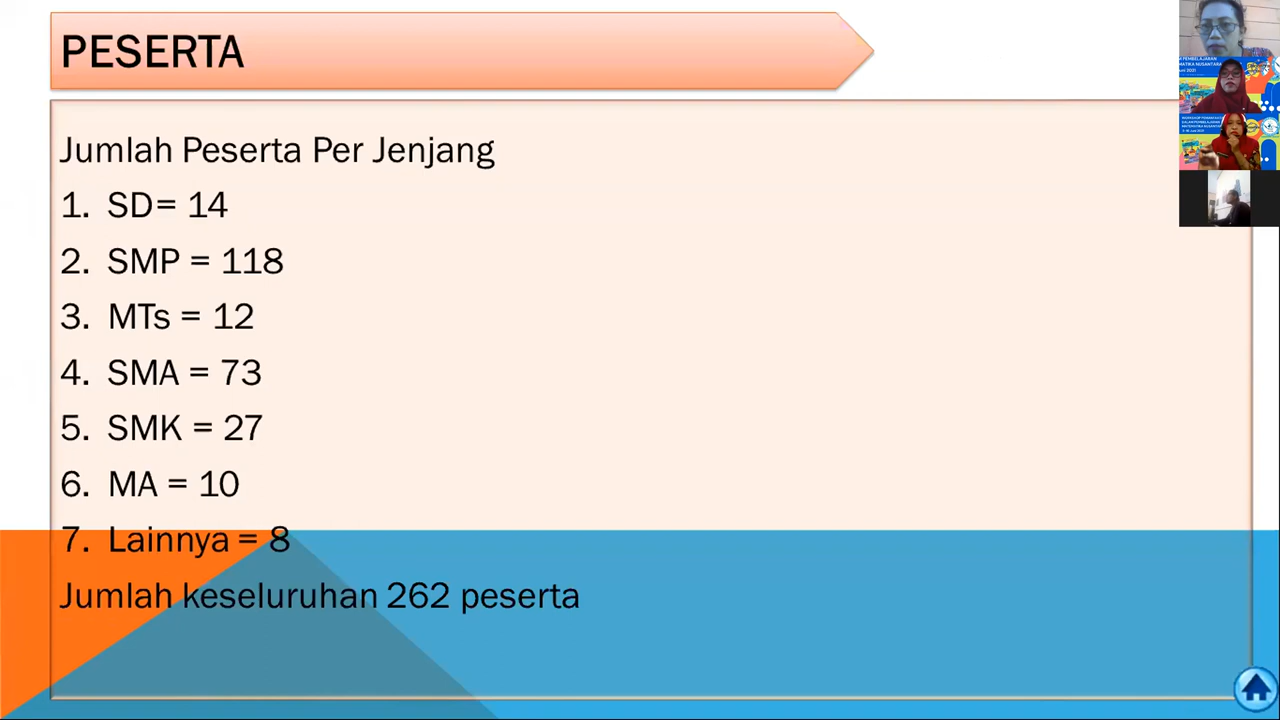 PESERTA
Jumlah Peserta Per Jenjang
1. SD= 14
2. SMP = 118
3. MTs = 12
4. SMA = 73
5. SMK = 27
6. MA = 10
7. Lainnya = 8
Jumlah keseluruhan 262 peserta